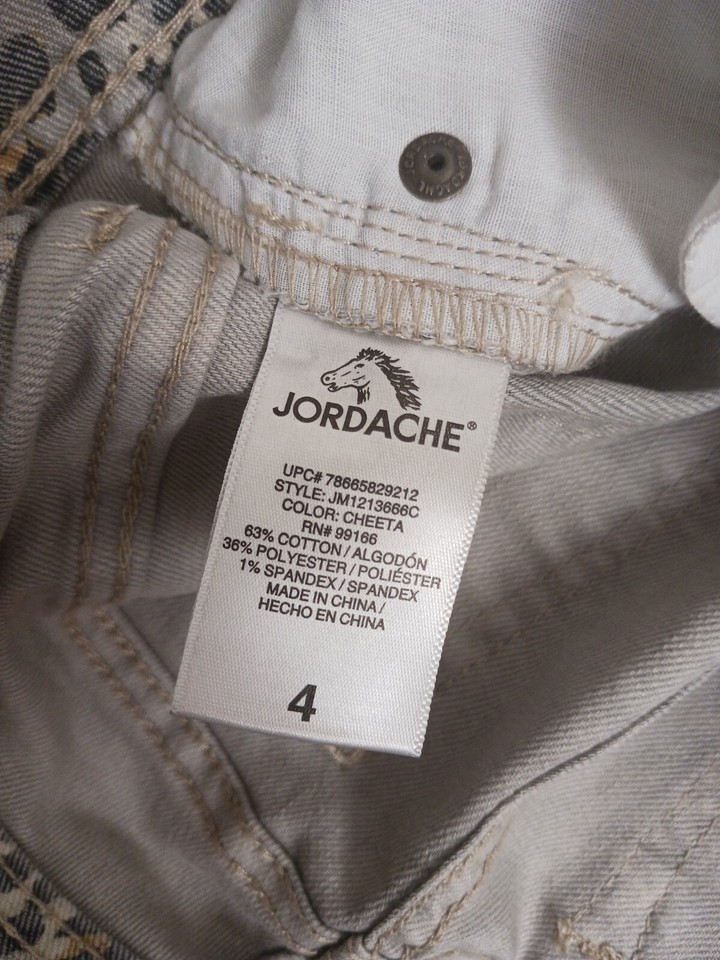 JORDACHE
JORDACHE®
UPC# 78665829212
STYLE: JM1213666C
COLOR: CHEETA
RN# 99166
63% COTTON / ALGODÓN
36% POLYESTER / POLIÉSTER
1% SPANDEX / SPANDEX
MADE IN CHINA /
HECHO EN CHINA
4